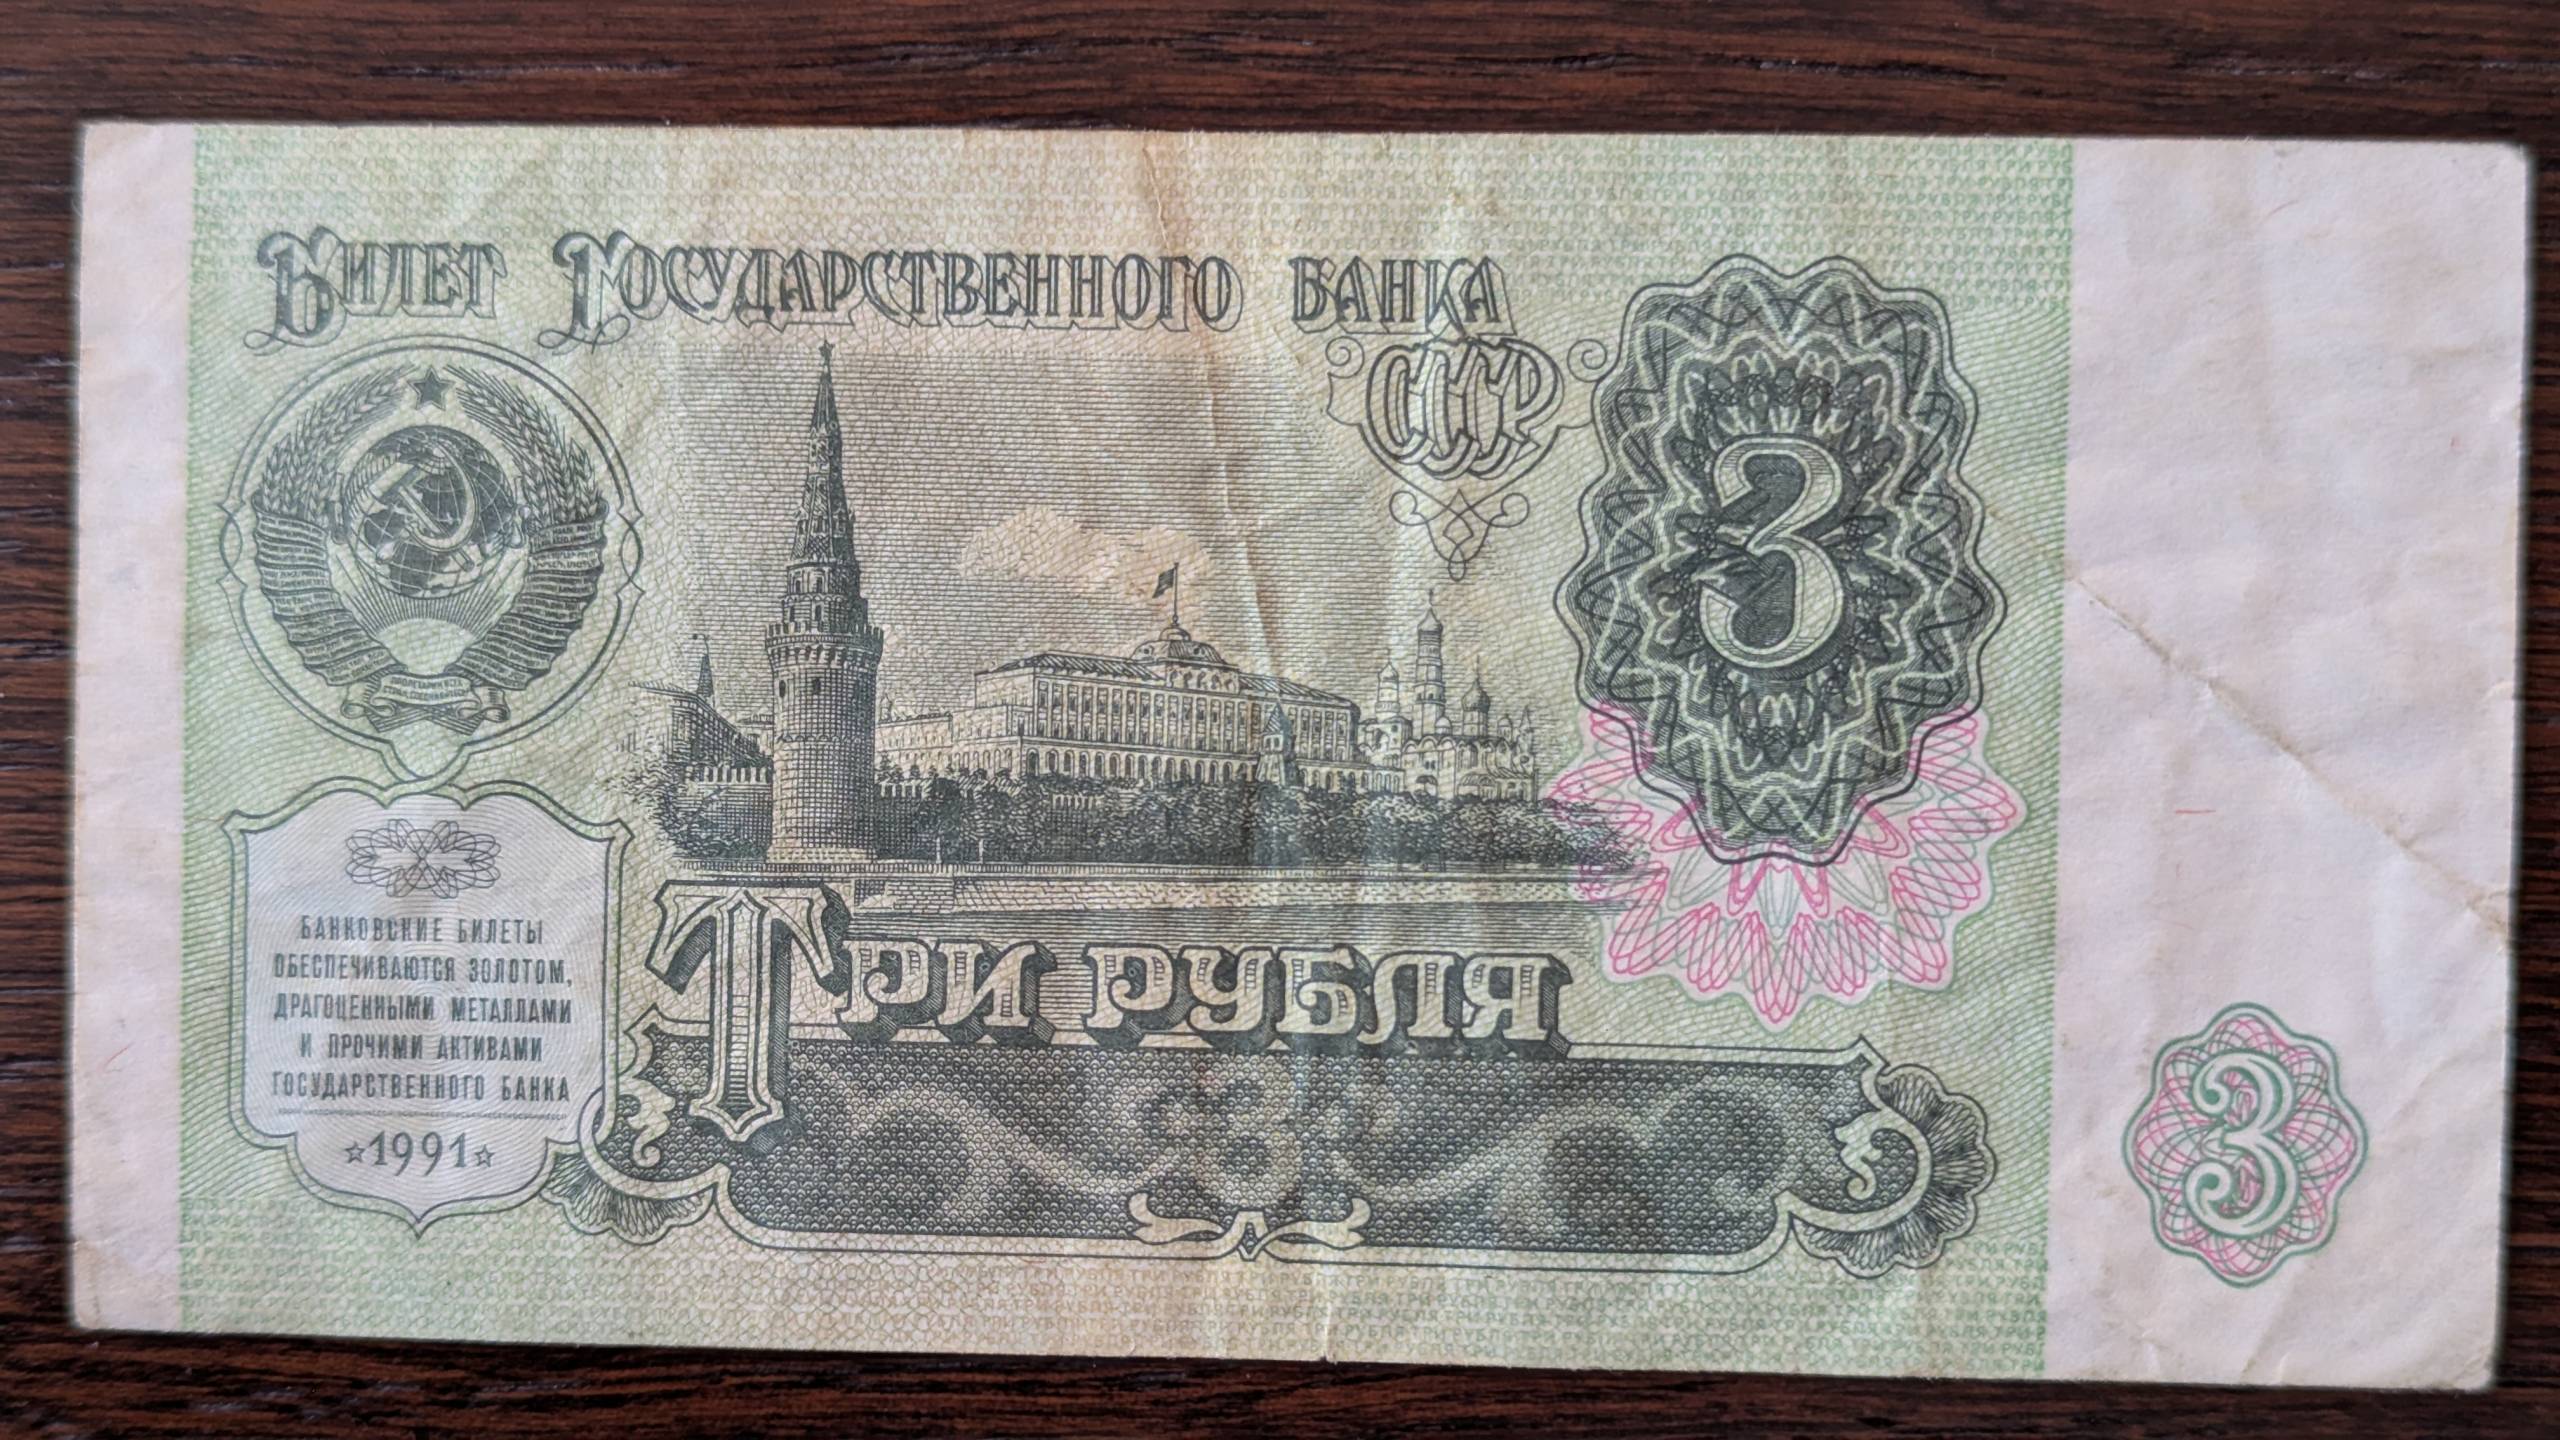 Билет Государственного банка
СССР
3
Три рубля
БАНКОВСКИЕ БИЛЕТЫ
ОБЕСПЕЧИВАЮТСЯ ЗОЛОТОМ,
ДРАГОЦЕННЫМИ МЕТАЛЛАМИ
И ПРОЧИМИ АКТИВАМИ
ГОСУДАРСТВЕННОГО БАНКА
☆1991☆
3